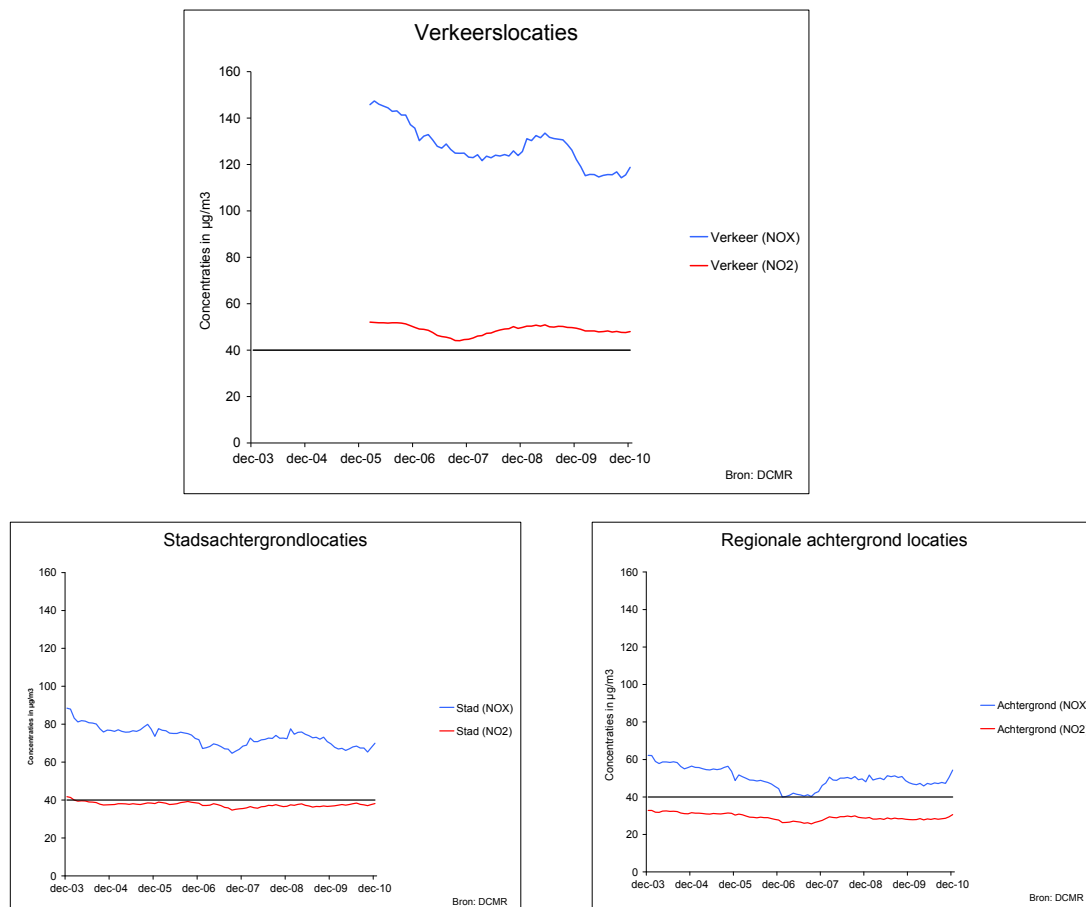 Verkeerslocaties
160
140
120
100
80
60
40
20
0
Concentraties in µg/m3
dec-03 dec-04 dec-05 dec-06 dec-07 dec-08 dec-09 dec-10
Verkeer (NOX)
Verkeer (NO2)
Bron: DCMR
Stadsachtergrondlocaties
160
140
120
100
80
60
40
20
0
Concentraties in µg/m3
dec-03 dec-04 dec-05 dec-06 dec-07 dec-08 dec-09 dec-10
Stad (NOX)
Stad (NO2)
Bron: DCMR
Regionale achtergrond locaties
160
140
120
100
80
60
40
20
0
Concentraties in µg/m3
dec-03 dec-04 dec-05 dec-06 dec-07 dec-08 dec-09 dec-10
Achtergrond (NOX
Achtergrond (NO2
Bron: DCMR